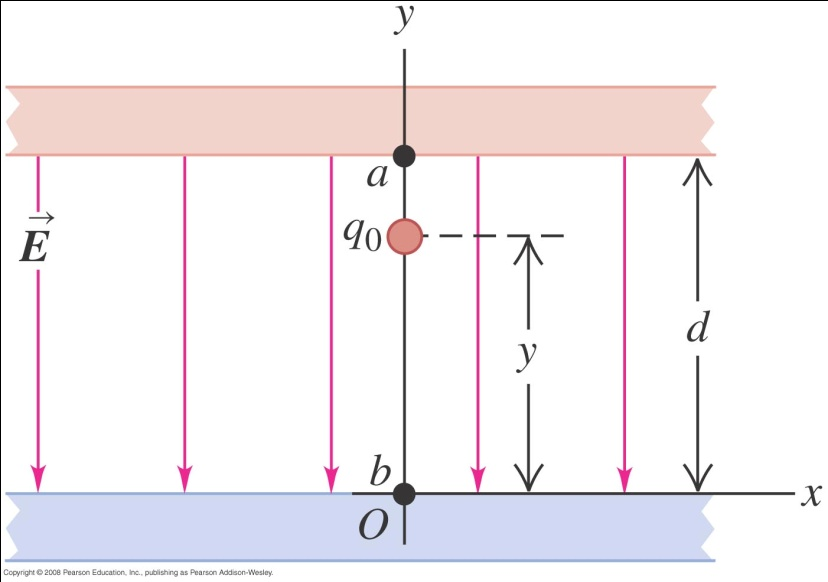 y
a
q₀
E⃗
d
y
b
x
O
Copyright © 2008 Pearson Education, Inc., publishing as Pearson Addison-Wesley.